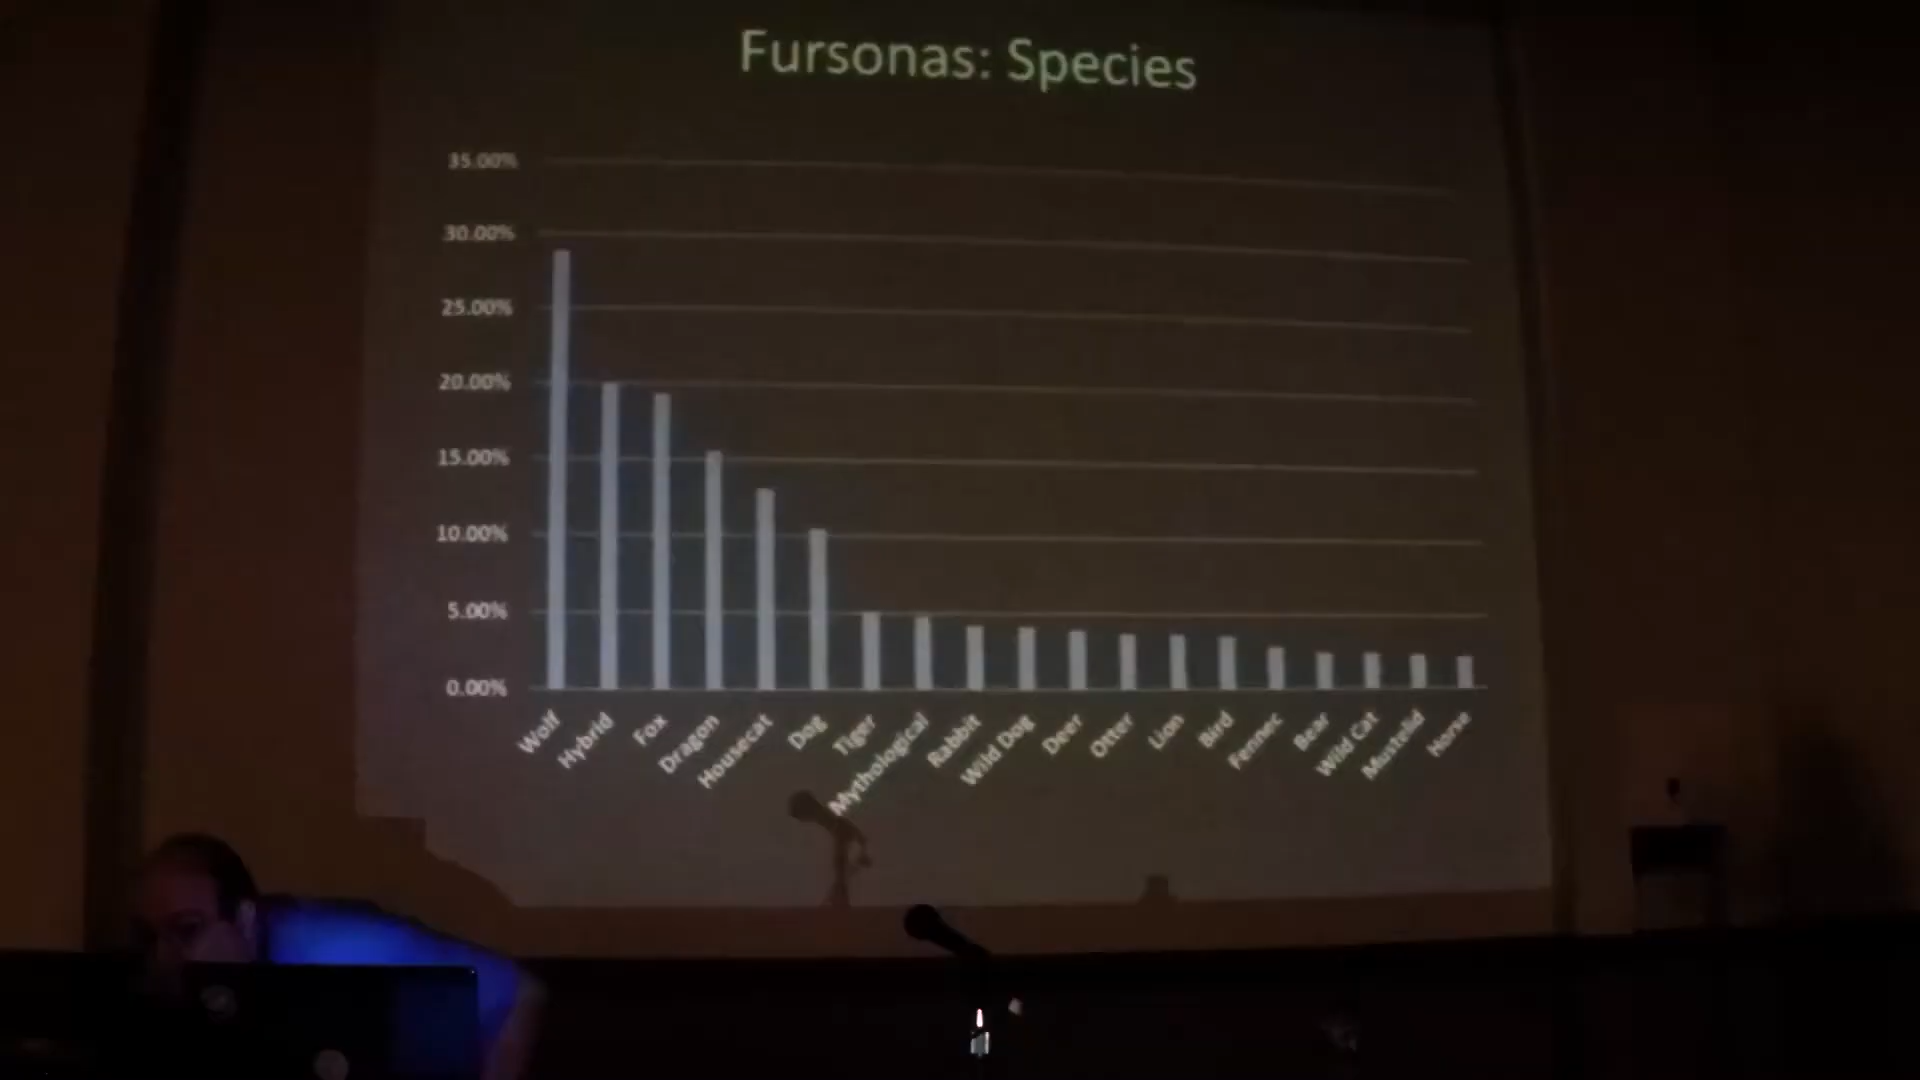 Fursonas: Species
35.00%
30.00%
25.00%
20.00%
15.00%
10.00%
5.00%
0.00%
Wolf
Hybrid
Fox
Dragon
Housecat
Dog
Tiger
Mythological
Rabbit
Wild Dog
Deer
Otter
Lion
Bird
Fennec
Bear
Wild Cat
Mustelid
Horse